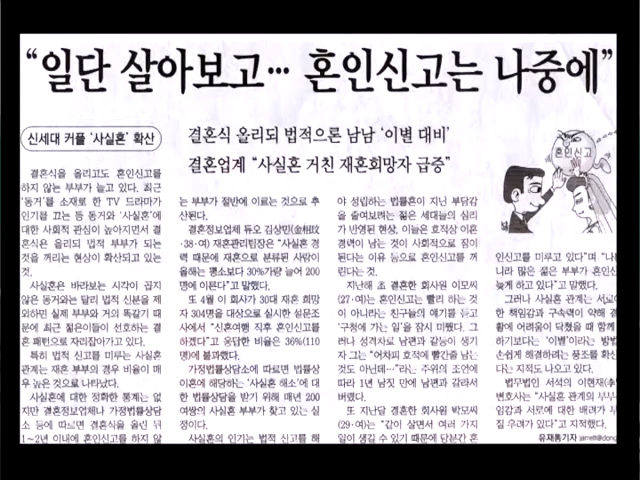 “일단 살아보고… 혼인신고는 나중에”
신세대 커플 ‘사실혼’ 확산
결혼식 올리되 법적으론 남남 ‘이별 대비’
결혼업계 “사실혼 거친 재혼희망자 급증”
혼인신고
결혼식을 올리고도 혼인신고를
하지 않는 부부가 늘고 있다. 최근
‘동거’를 소재로 한 TV 드라마가
인기를 끄는 등 동거와 ‘사실혼’에
대한 사회적 관심이 높아지면서 결
혼식은 올리되 법적 부부가 되는
것을 꺼리는 현상이 확산되고 있는
것.
사실혼은 바라보는 시각이 곱지
않은 동거와는 달리 법적 신분을 제
외하면 실제 부부와 거의 똑같기 때
문에 최근 젊은이들이 선호하는 결
혼 패턴으로 자리잡아가고 있다.
특히 법적 신고를 미루는 사실혼
관계는 재혼 부부의 경우 비율이 매
우 높은 것으로 나타났다.
사실혼에 대한 정확한 통계는 없
지만 결혼정보업체나 가정법률상담
소 등에 따르면 결혼식을 올린 뒤
1～2년 이내에 혼인신고를 하지 않
는 부부가 절반에 이르는 것으로 추
산된다.
결혼정보업체 듀오 김상민(金相玟
·38·여) 재혼관리팀장은 “사실혼 경
력 때문에 재혼으로 분류된 사람이
올해는 평소보다 30%가량 늘어 200
명에 이른다”고 말했다.
또 4월 이 회사가 30대 재혼 희망
자 304명을 대상으로 실시한 설문조
사에서 “신혼여행 직후 혼인신고를
하겠다”고 응답한 비율은 36%(110
명)에 불과했다.
가정법률상담소에 따르면 법률상
이혼에 해당하는 ‘사실혼 해소’에 대
한 법률상담을 받기 위해 매년 200
여쌍의 사실혼 부부가 찾고 있는 실
정이다.
사실혼의 인기는 법적 신고를 해
야 성립하는 법률혼이 지닌 부담감
을 줄여보려는 젊은 세대들의 심리
가 반영된 현상. 이들은 호적상 이혼
경력이 남는 것이 사회적으로 짐이
된다는 이유 등으로 혼인신고를 꺼
린다는 것.
지난해 초 결혼한 회사원 이모씨
(27·여)는 혼인신고는 빨리 하는 것
이 아니라는 친구들의 얘기를 듣고
‘구청에 가는 일’을 잠시 미뤘다. 그
러나 성격차로 남편과 갈등이 생기
자 그는 “어차피 호적에 빨간줄 남는
것도 아닌데…”라는 주위의 조언에
따라 1년 남짓 만에 남편과 갈라서
버렸다.
또 지난달 결혼한 회사원 박모씨
(29·여)는 “같이 살면서 여러 가지
일이 생길 수 있기 때문에 당분간 혼
인신고를 미루고 있다”며 “나뿐
니라 많은 젊은 부부가 혼인신
늦게 하고 있다”고 말했다.
그러나 사실혼 관계는 서로에
한 책임감과 구속력이 약해 결
활에 어려움이 닥쳤을 때 함께
하기보다는 ‘이별’이라는 방법
손쉽게 해결하려는 풍조를 확산
다는 지적도 나오고 있다.
법무법인 서석의 이현재(李
변호사는 “사실혼 관계의 부부
임감과 서로에 대한 배려가 부
질 우려가 있다”고 지적했다.
유재동기자 jarrett@dong